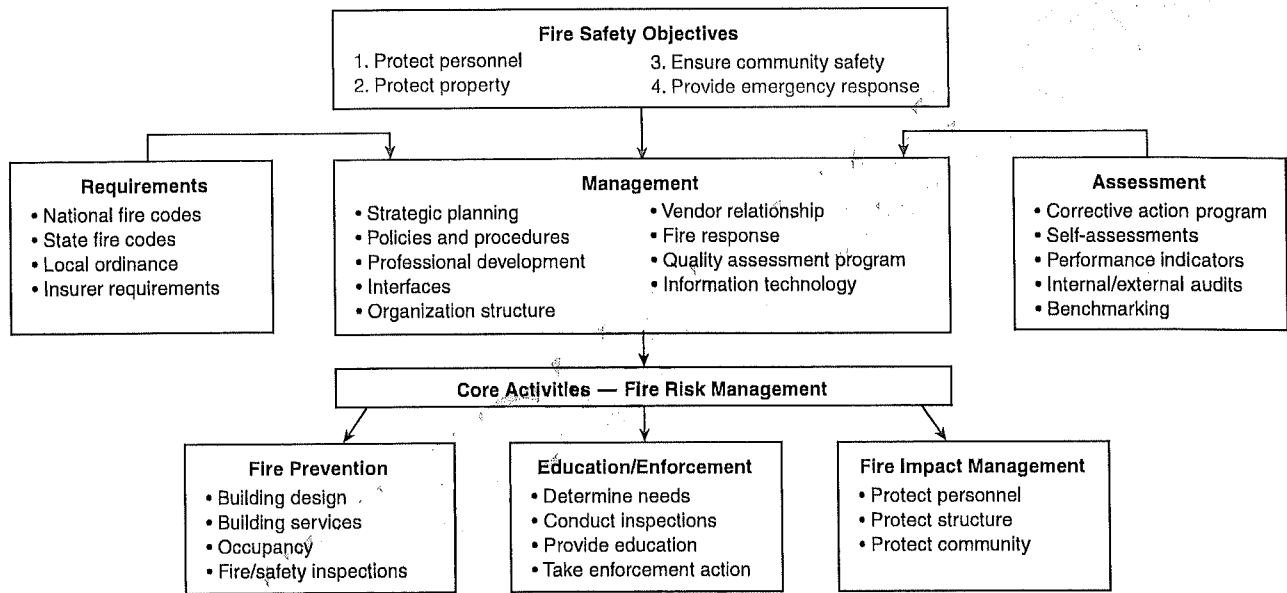 Fire Safety Objectives
1. Protect personnel
2. Protect property
3. Ensure community safety
4. Provide emergency response
Requirements
• National fire codes
• State fire codes
• Local ordinance
• Insurer requirements
Management
• Strategic planning
• Policies and procedures
• Professional development
• Interfaces
• Organization structure
• Vendor relationship
• Fire response
• Quality assessment program
• Information technology
Assessment
• Corrective action program
• Self-assessments
• Performance indicators
• Internal/external audits
• Benchmarking
Core Activities — Fire Risk Management
Fire Prevention
• Building design
• Building services
• Occupancy
• Fire/safety inspections
Education/Enforcement
• Determine needs
• Conduct inspections
• Provide education
• Take enforcement action
Fire Impact Management
• Protect personnel
• Protect structure
• Protect community